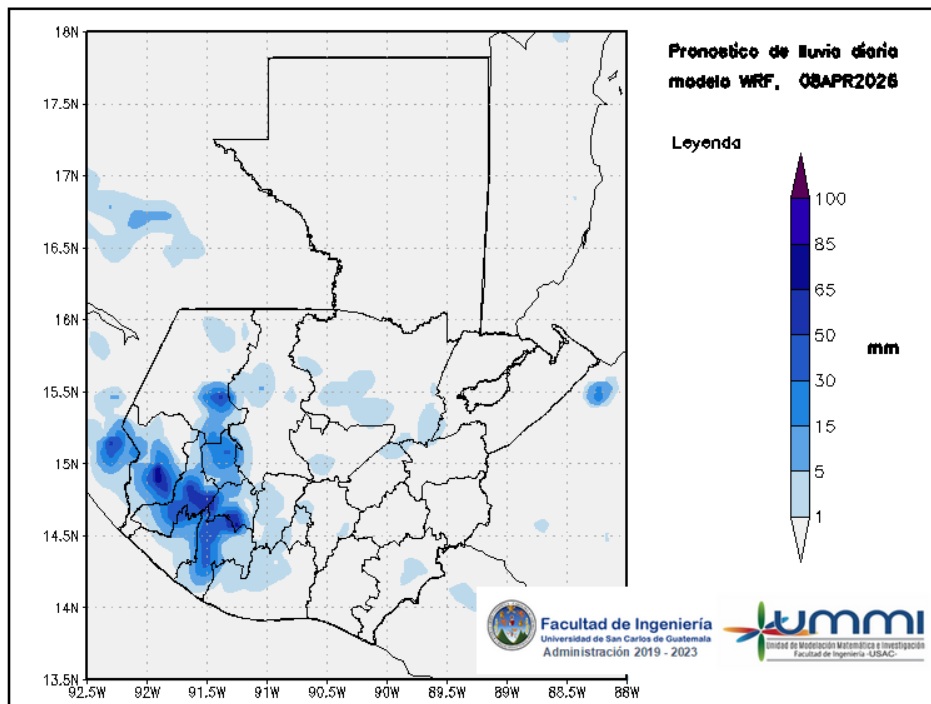 18N
17.5N
17N
16.5N
16N
15.5N
15N
14.5N
14N
13.5N
92.5W
92W
91.5W
91W
90.5W
90W
89.5W
89W
88.5W
88W
Pronostico de lluvia diaria
modelo WRF, 08APR2026
Leyenda
100
85
65
50
30
15
5
1
mm
Facultad de Ingeniería
Universidad de San Carlos de Guatemala
Administración 2019 - 2023
ummi
Unidad de Modelación Matemática e Investigación
Facultad de Ingeniería -USAC-